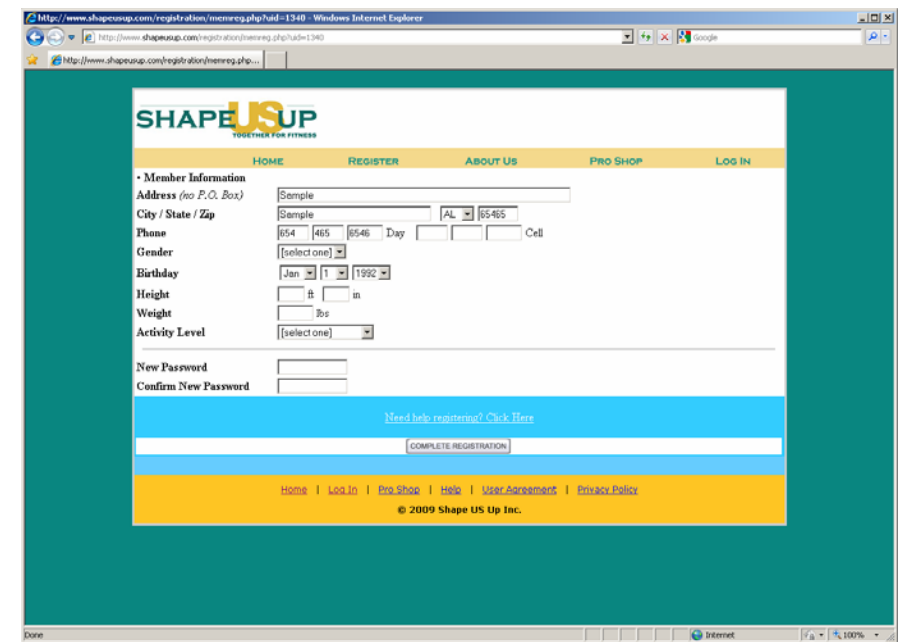 http://www.shapeusup.com/registration/memreg.php?uid=1340 - Windows Internet Explorer
http://www.shapeusup.com/registration/memreg.php?uid=1340
Google
http://www.shapeusup.com/registration/memreg.php...
SHAPE US UP
TOGETHER FOR FITNESS
HOME REGISTER ABOUT US PRO SHOP LOG IN
• Member Information
Address (no P.O. Box) Sample
City / State / Zip Sample AL 65465
Phone 654 465 6546 Day Cell
Gender [select one]
Birthday Jan 1 1992
Height ft in
Weight lbs
Activity Level [select one]
New Password
Confirm New Password
Need help registering? Click Here
COMPLETE REGISTRATION
Home | Log In | Pro Shop | Help | User Agreement | Privacy Policy
© 2009 Shape US Up Inc.
Done Internet 100%